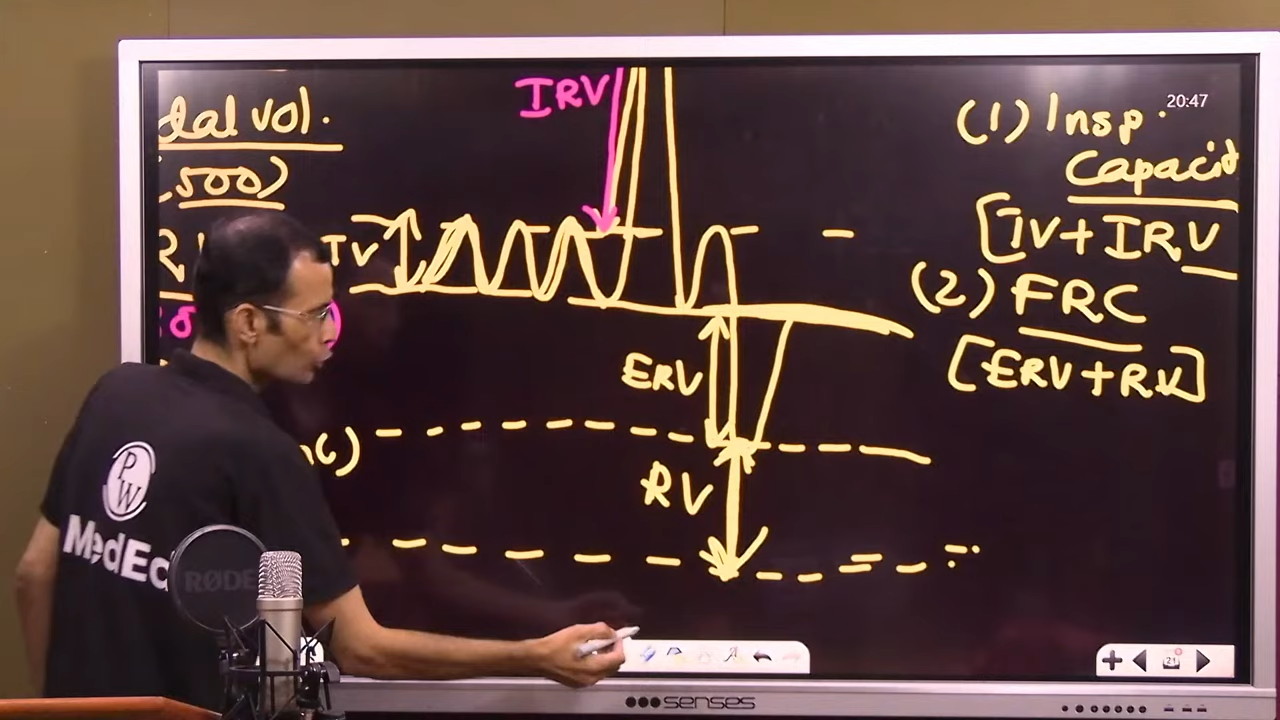 dal vol.
(500)
IRV
TV
ERV
RV
20:47
(1) Insp.
Capacit
[TV+IRV
(2) FRC
[ERV+RV]
PW
MedEd
RØDE
senses
21